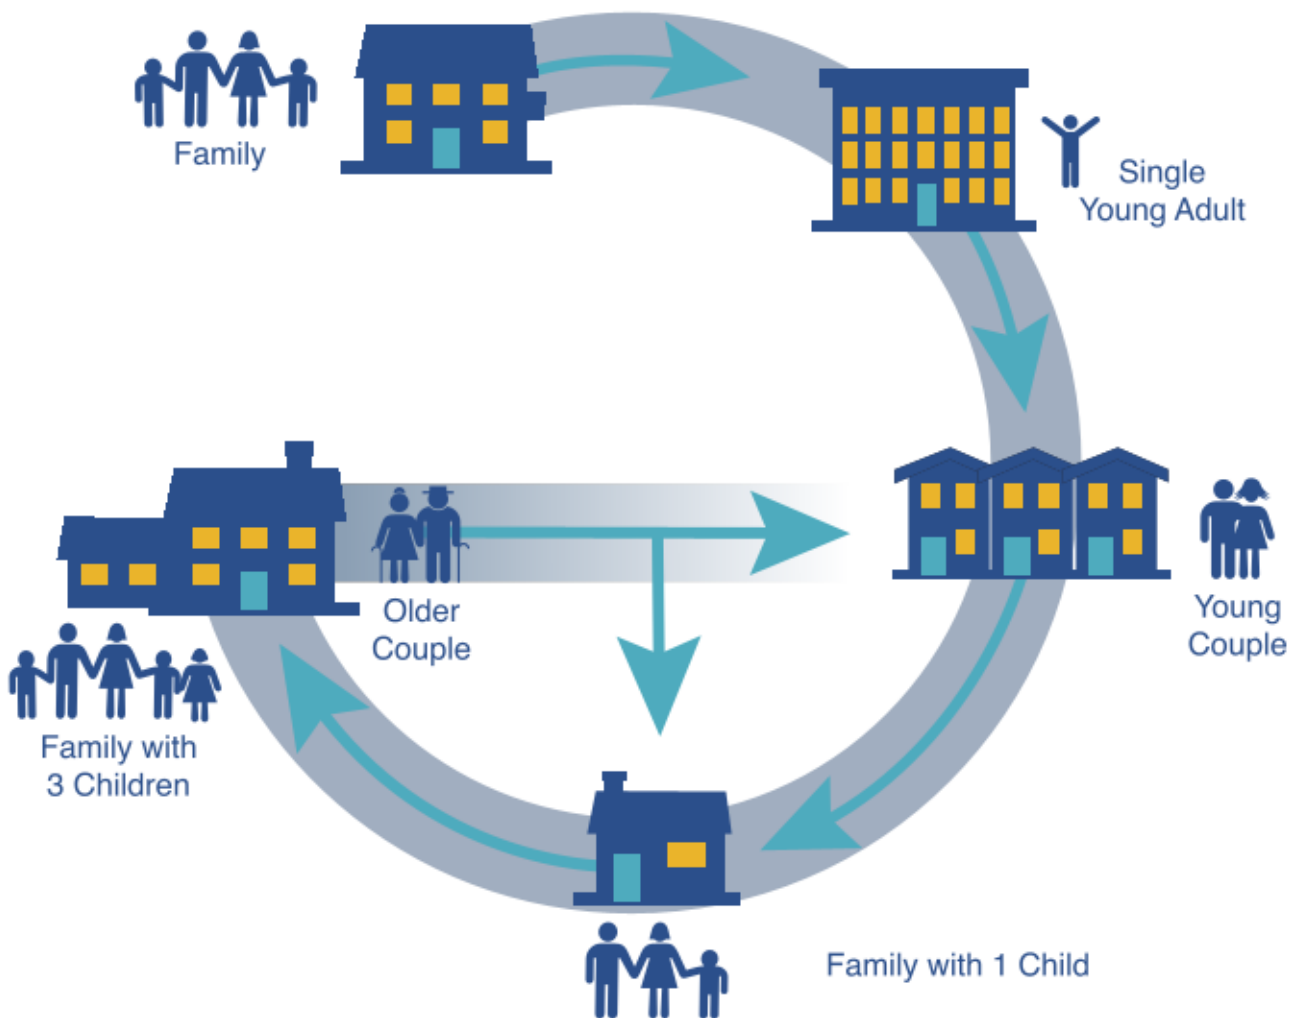 Family
Single
Young Adult
Older
Couple
Young
Couple
Family with
3 Children
Family with 1 Child